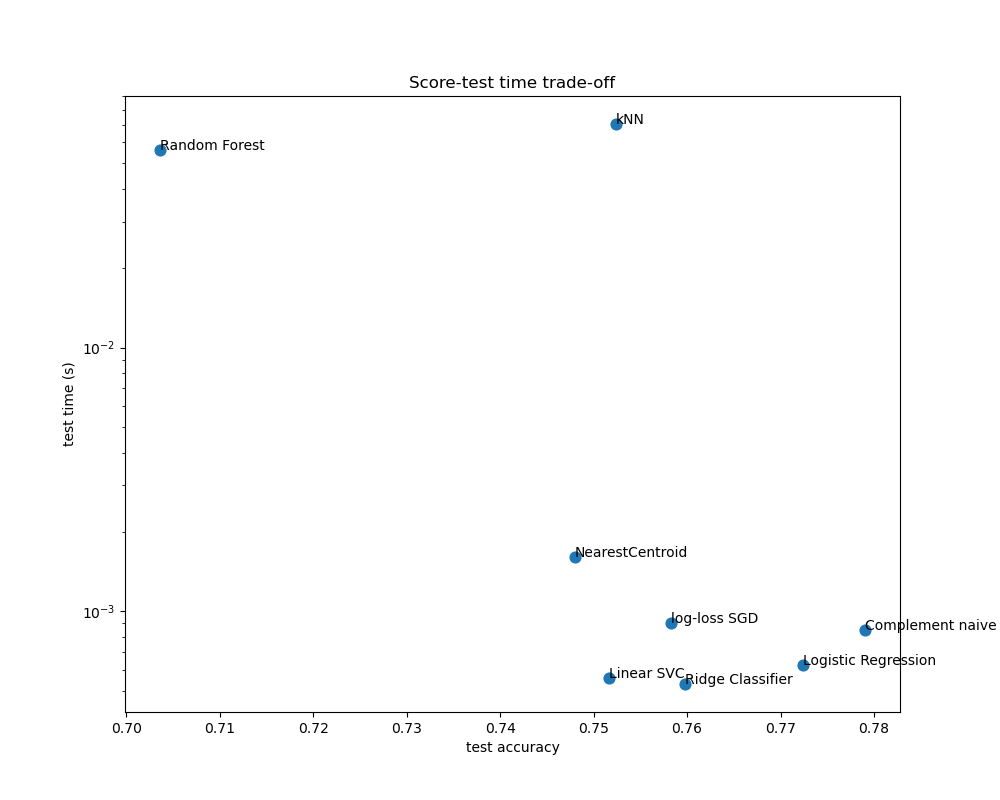 Score-test time trade-off
kNN
Random Forest
10⁻²
test time (s)
NearestCentroid
10⁻³
log-loss SGD
Complement naive
Logistic Regression
Linear SVC
Ridge Classifier
0.70 0.71 0.72 0.73 0.74 0.75 0.76 0.77 0.78
test accuracy